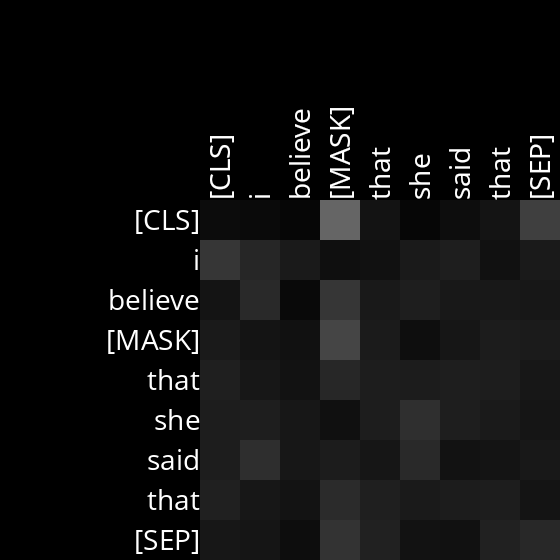 [CLS] i believe [MASK] that she said that [SEP]
[CLS]
i
believe
[MASK]
that
she
said
that
[SEP]